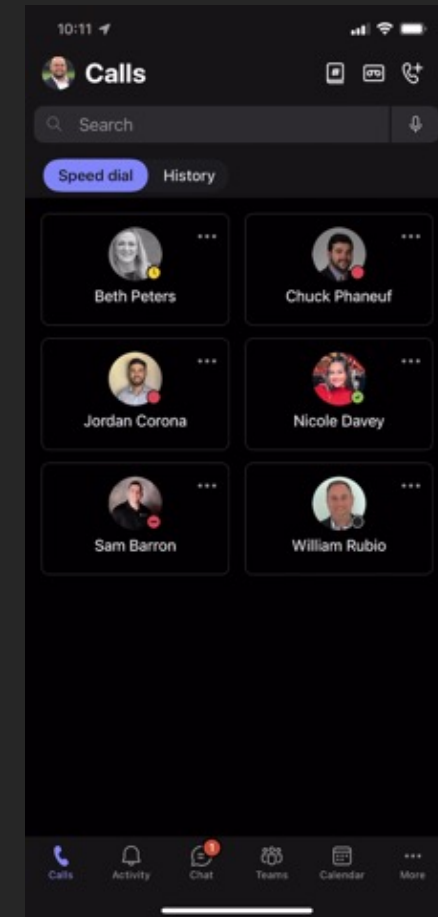 10:11
Calls
Search
Speed dial History
Beth Peters Chuck Phaneuf
Jordan Corona Nicole Davey
Sam Barron William Rubio
1
Calls Activity Chat Teams Calendar More